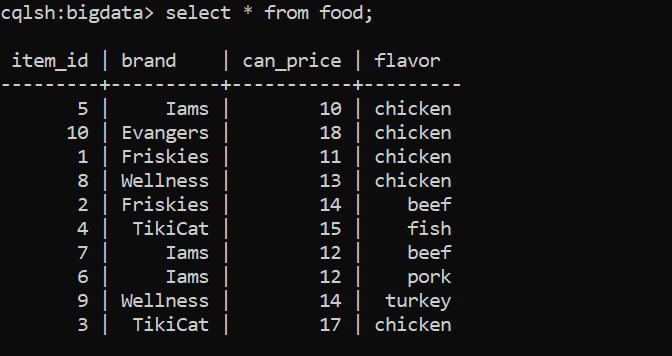 cqlsh:bigdata> select * from food;
 item_id | brand    | can_price | flavor
---------+----------+-----------+---------
       5 |     Iams |        10 | chicken
      10 | Evangers |        18 | chicken
       1 | Friskies |        11 | chicken
       8 | Wellness |        13 | chicken
       2 | Friskies |        14 |    beef
       4 |  TikiCat |        15 |    fish
       7 |     Iams |        12 |    beef
       6 |     Iams |        12 |    pork
       9 | Wellness |        14 |  turkey
       3 |  TikiCat |        17 | chicken